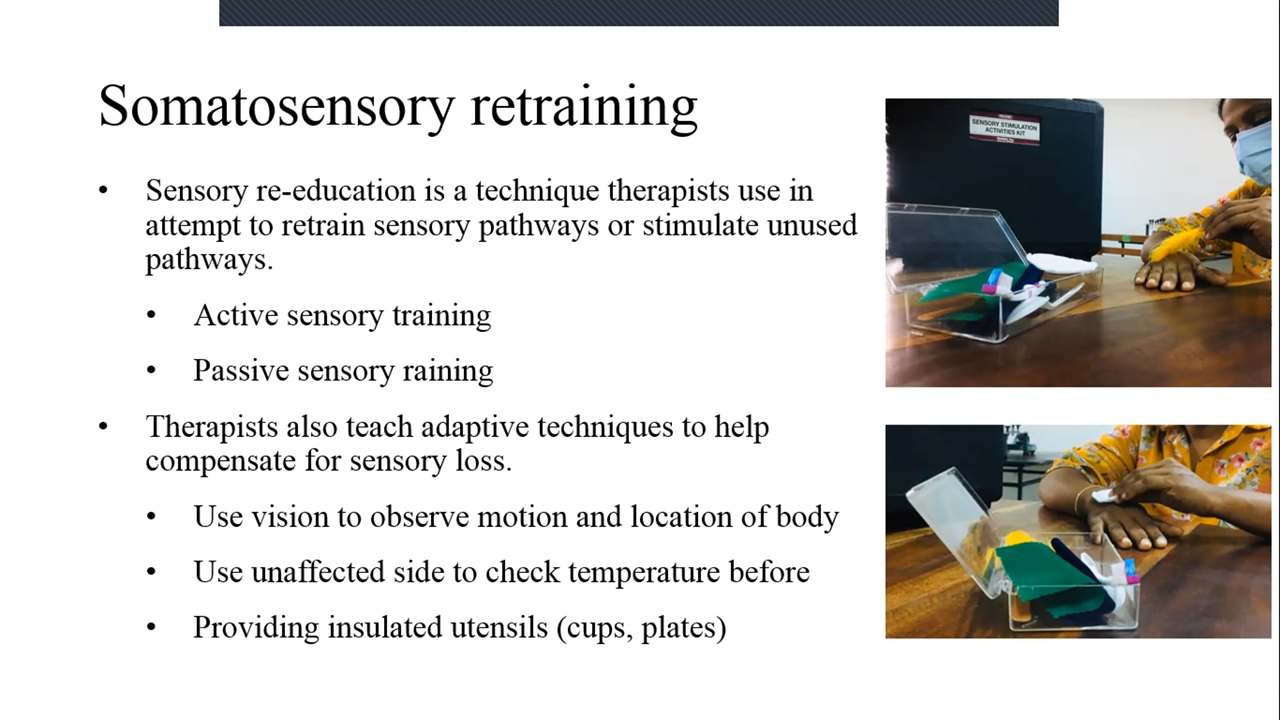 Somatosensory retraining
• Sensory re-education is a technique therapists use in
attempt to retrain sensory pathways or stimulate unused
pathways.
• Active sensory training
• Passive sensory raining
• Therapists also teach adaptive techniques to help
compensate for sensory loss.
• Use vision to observe motion and location of body
• Use unaffected side to check temperature before
• Providing insulated utensils (cups, plates)
SENSORY STIMULATION
ACTIVITIES KIT